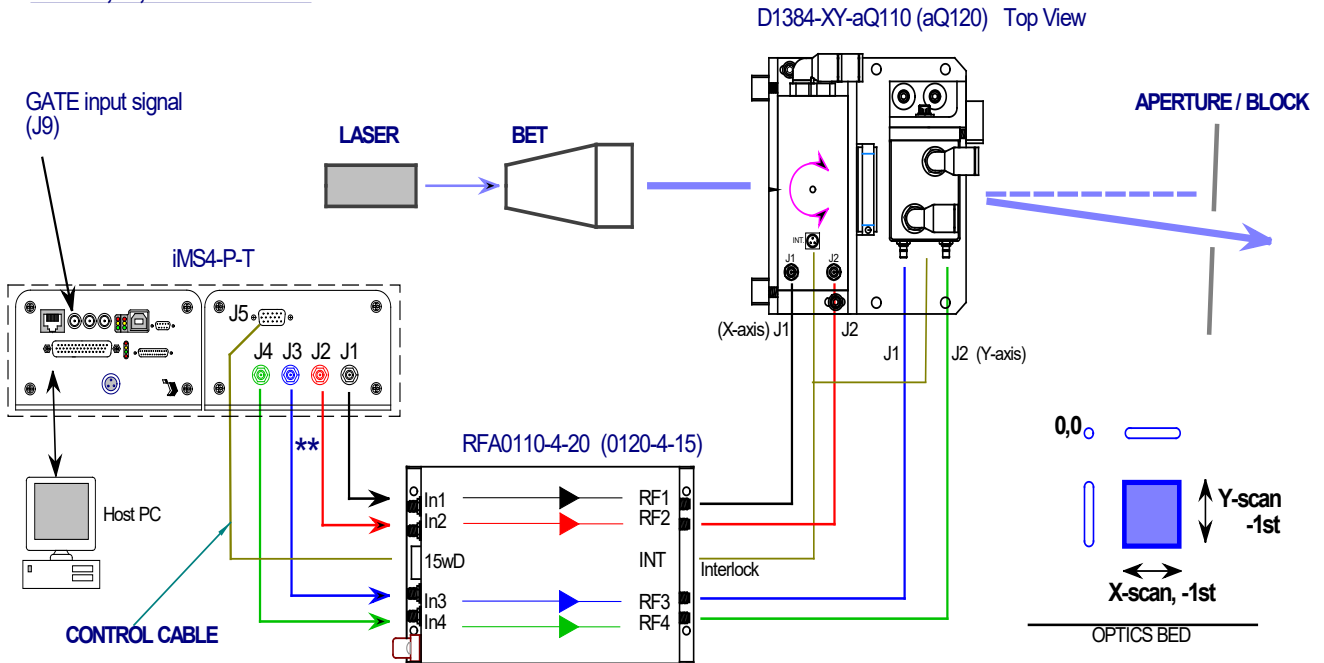 D1384-XY-aQ110 (aQ120) Top View
GATE input signal
(J9)
LASER
BET
APERTURE / BLOCK
INT.
J1
J2
iMS4-P-T
J5
J4
J3
J2
J1
(X-axis) J1
J2
J1
J2 (Y-axis)
**
RFA0110-4-20 (0120-4-15)
0,0
Host PC
In1
RF1
In2
RF2
15wD
INT
Interlock
In3
RF3
In4
RF4
Y-scan
-1st
X-scan, -1st
CONTROL CABLE
OPTICS BED